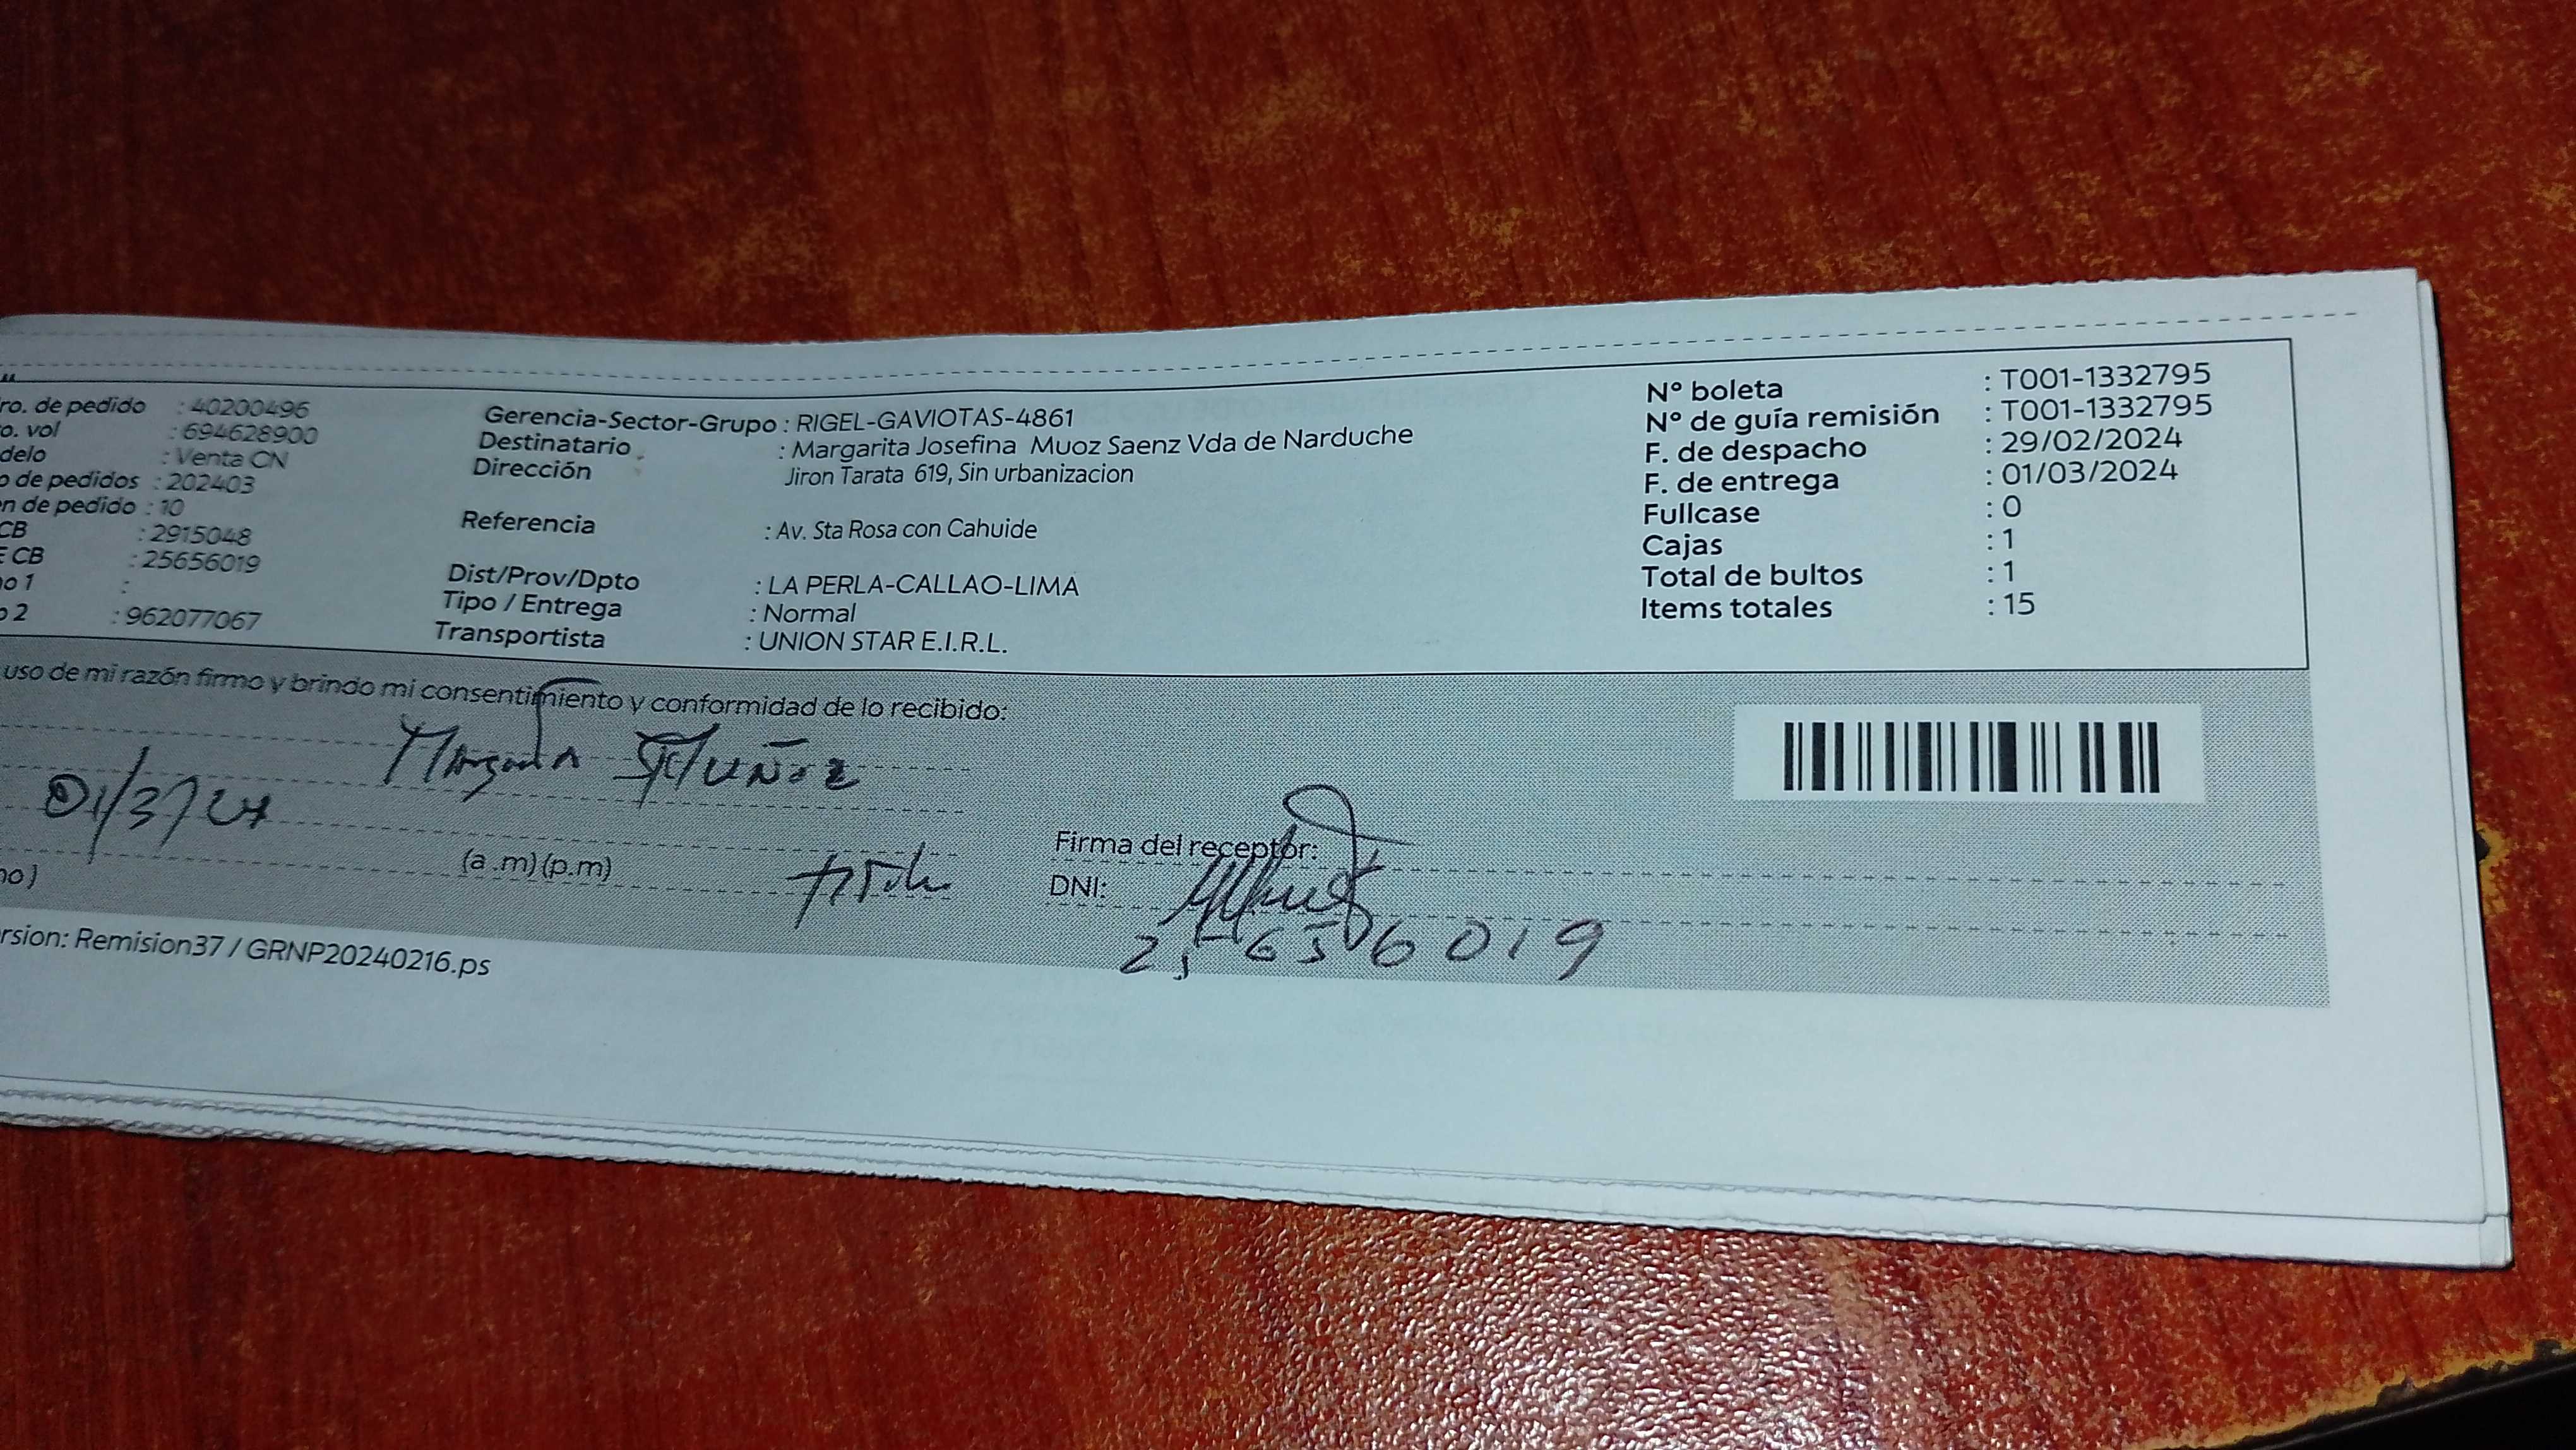 ro. de pedido : 40200496
o. vol : 694628900
delo : Venta CN
o de pedidos : 202403
n de pedido : 10
CB : 2915048
E CB : 25656019
no 1 :
o 2 : 962077067
Gerencia-Sector-Grupo : RIGEL-GAVIOTAS-4861
Destinatario : Margarita Josefina Muoz Saenz Vda de Narduche
Dirección Jiron Tarata 619, Sin urbanizacion
Referencia : Av. Sta Rosa con Cahuide
Dist/Prov/Dpto : LA PERLA-CALLAO-LIMA
Tipo / Entrega : Normal
Transportista : UNION STAR E.I.R.L.
Nº boleta : T001-1332795
Nº de guía remisión : T001-1332795
F. de despacho : 29/02/2024
F. de entrega : 01/03/2024
Fullcase : 0
Cajas : 1
Total de bultos : 1
Items totales : 15
uso de mi razón firmo y brindo mi consentimiento y conformidad de lo recibido:
Muñoz
01/3/24
no) (a .m) (p.m)
Firma del receptor:
DNI:
25656019
rsion: Remision37 / GRNP20240216.ps